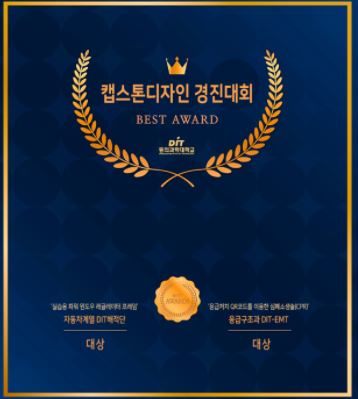 캡스톤디자인 경진대회
BEST AWARD
DIT
동의과학대학교
AWARDS
'실습용 파워 윈도우 레귤레이터 프레임'
자동차계열 DIT해적단
대상
'응급처치 QR코드를 이용한 심폐소생술(CPR)'
응급구조과 DIT-EMT
대상